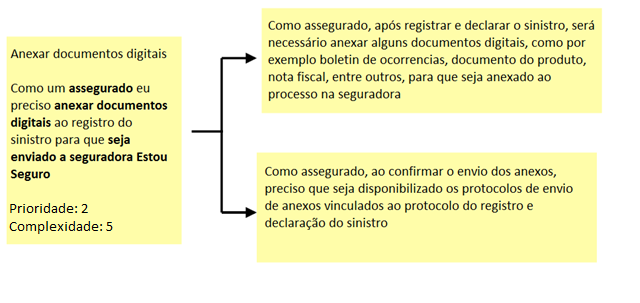 Anexar documentos digitais
Como um assegurado eu
preciso anexar documentos
digitais ao registro do
sinistro para que seja
enviado a seguradora Estou
Seguro
Prioridade: 2
Complexidade: 5
Como assegurado, após registrar e declarar o sinistro, será
necessário anexar alguns documentos digitais, como por
exemplo boletin de ocorrencias, documento do produto,
nota fiscal, entre outros, para que seja anexado ao
processo na seguradora
Como assegurado, ao confirmar o envio dos anexos,
preciso que seja disponibilizado os protocolos de envio
de anexos vinculados ao protocolo do registro e
declaração do sinistro